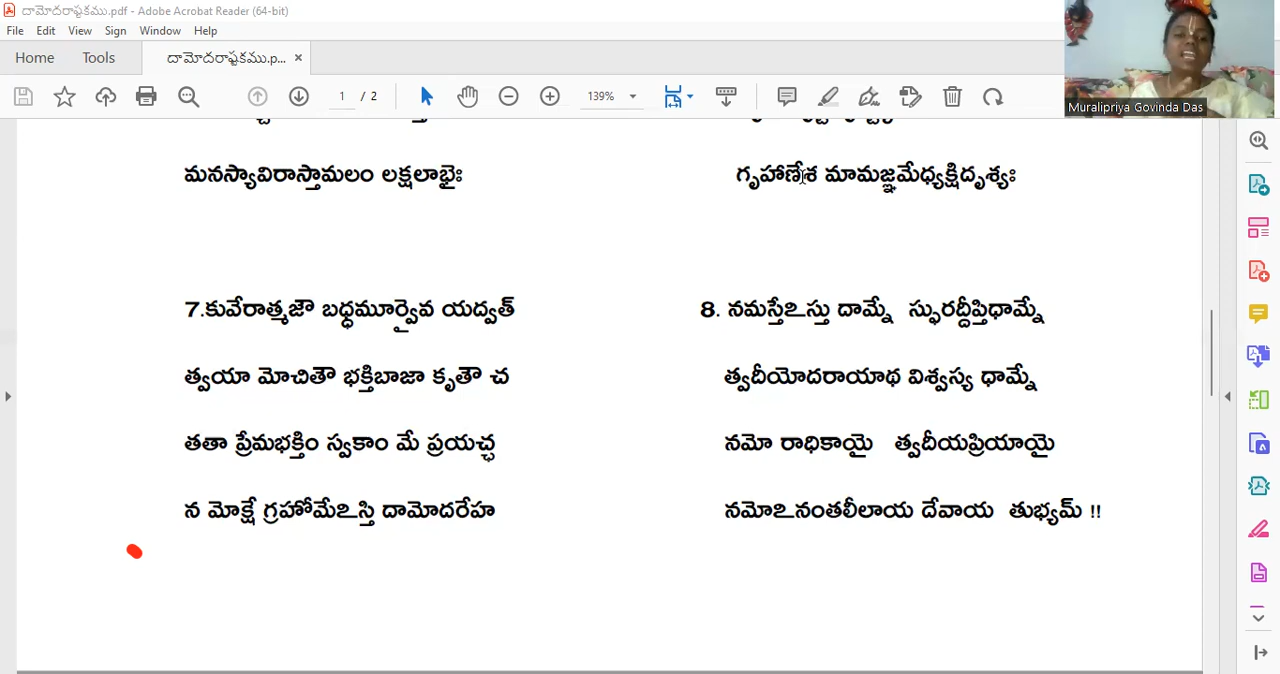 దామోదరాష్టకము.pdf - Adobe Acrobat Reader (64-bit)
File Edit View Sign Window Help
Home Tools దామోదరాష్టకము.p... ×
1 / 2 139%
Muralipriya Govinda Das
మనస్యావిరాస్తామలం లక్షలాభైః
గృహాణేశ మామజ్ఞమేధ్యక్షిదృశ్యః
7.కువేరాత్మజౌ బద్ధమూర్త్యైవ యద్వత్
త్వయా మోచితౌ భక్తిబాజా కృతౌ చ
తతా ప్రేమభక్తిం స్వకాం మే ప్రయచ్ఛ
న మోక్షే గ్రహోమేఽస్తి దామోదరేహ
8. నమస్తేఽస్తు దామ్నే స్ఫురద్దీప్తిధామ్నే
త్వదీయోదరాయాథ విశ్వస్య ధామ్నే
నమో రాధికాయై త్వదీయప్రియాయై
నమోఽనంతలీలాయ దేవాయ తుభ్యమ్ !!